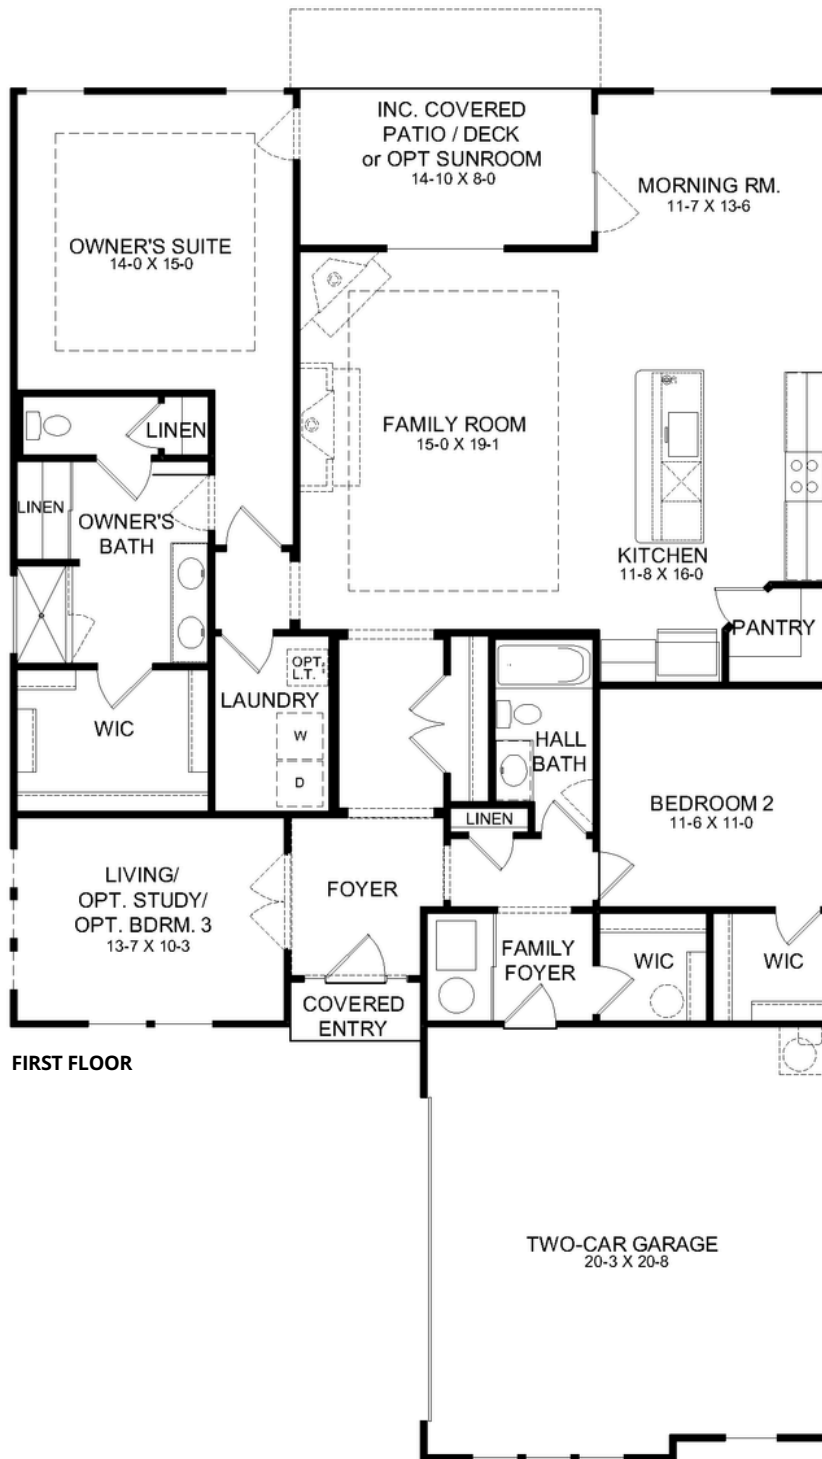 INC. COVERED
PATIO / DECK
or OPT SUNROOM
14-10 X 8-0
MORNING RM.
11-7 X 13-6
OWNER'S SUITE
14-0 X 15-0
FAMILY ROOM
15-0 X 19-1
LINEN
LINEN
OWNER'S
BATH
KITCHEN
11-8 X 16-0
PANTRY
OPT.
L.T.
LAUNDRY
WIC
W
D
HALL
BATH
BEDROOM 2
11-6 X 11-0
LINEN
LIVING/
OPT. STUDY/
OPT. BDRM. 3
13-7 X 10-3
FOYER
FAMILY
FOYER
WIC
WIC
COVERED
ENTRY
FIRST FLOOR
TWO-CAR GARAGE
20-3 X 20-8